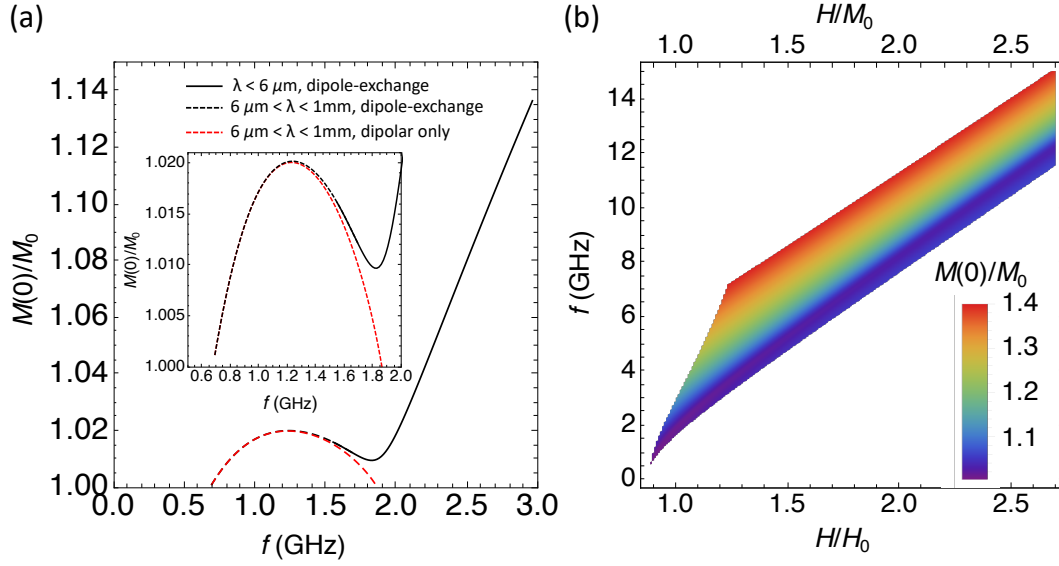 (a)
M(0)/M₀
1.14
1.12
1.10
1.08
1.06
1.04
1.02
1.00
0.0 0.5 1.0 1.5 2.0 2.5 3.0
f (GHz)
λ < 6 μm, dipole-exchange
6 μm < λ < 1mm, dipole-exchange
6 μm < λ < 1mm, dipolar only
M(0)/M₀
1.020
1.015
1.010
1.005
1.000
0.6 0.8 1.0 1.2 1.4 1.6 1.8 2.0
f (GHz)
(b)
H/M₀
1.0 1.5 2.0 2.5
f (GHz)
14
12
10
8
6
4
2
0
1.0 1.5 2.0 2.5
H/H₀
M(0)/M₀
1.4
1.3
1.2
1.1